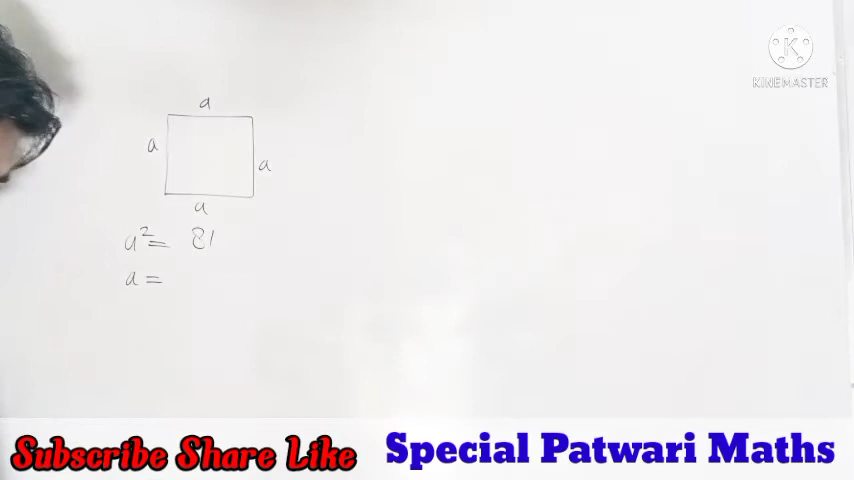 KINEMASTER
a
a
a
a
a² = 81
a =
Subscribe Share Like
Special Patwari Maths